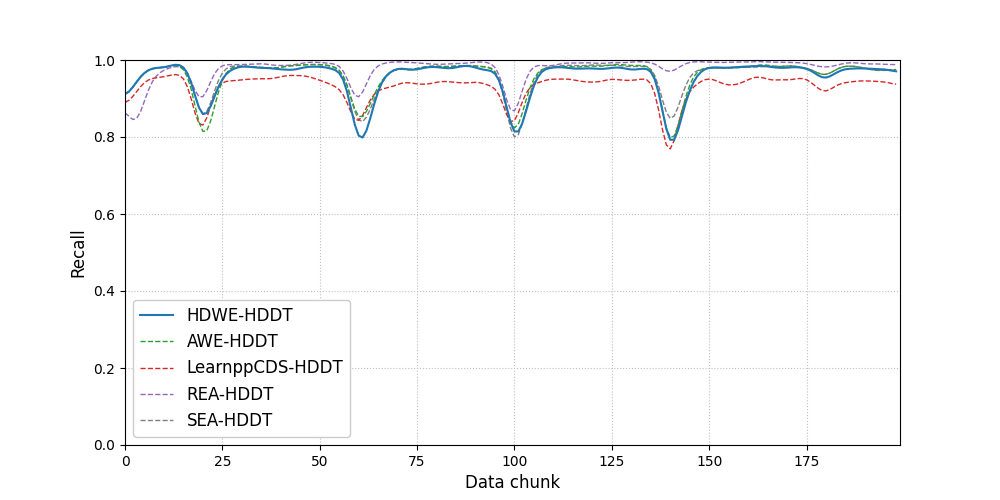 1.0
0.8
0.6
0.4
0.2
0.0
Recall
HDWE-HDDT
AWE-HDDT
LearnppCDS-HDDT
REA-HDDT
SEA-HDDT
0 25 50 75 100 125 150 175
Data chunk